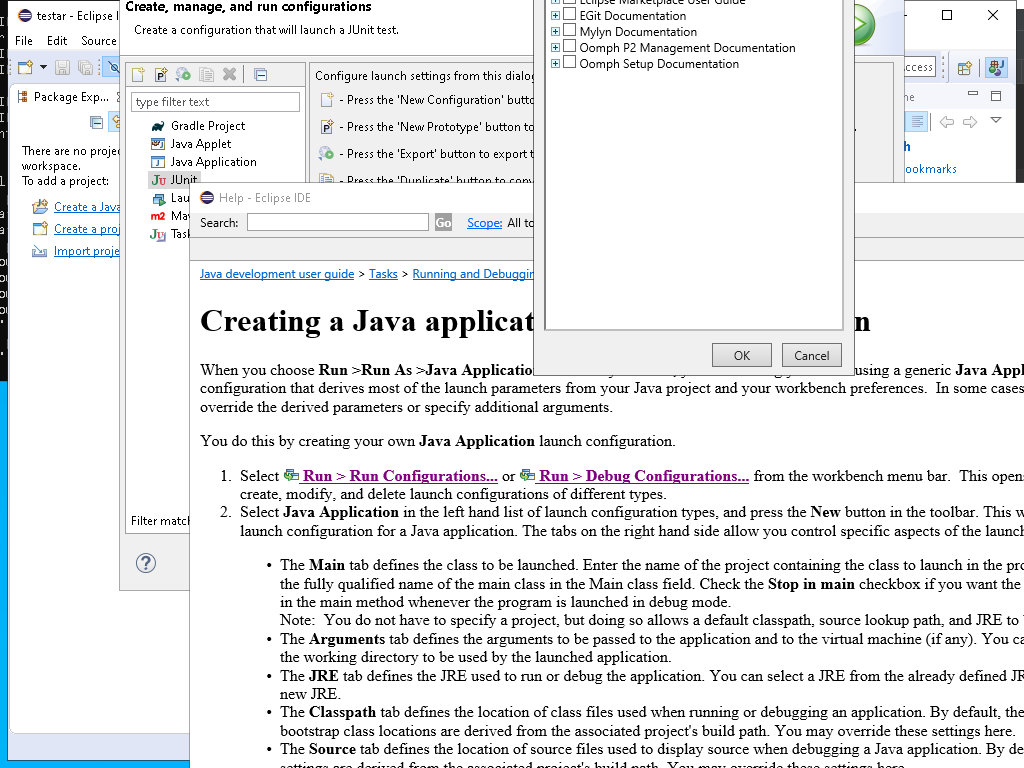 testar - Eclipse I
File Edit Source
Package Exp...
There are no proje
workspace.
To add a project:
Create a Java
Create a proj
Import proje
Create, manage, and run configurations
Create a configuration that will launch a JUnit test.
type filter text
Gradle Project
Java Applet
Java Application
JUnit
Lau
Mav
Task
Filter match
Configure launch settings from this dialog
- Press the 'New Configuration' butto
- Press the 'New Prototype' button to
- Press the 'Export' button to export t
- Press the 'Duplicate' button to copy
EGit Documentation
Mylyn Documentation
Oomph P2 Management Documentation
Oomph Setup Documentation
OK Cancel
ccess
ne
h
ookmarks
Help - Eclipse IDE
Search: Go Scope: All to
Java development user guide > Tasks > Running and Debuggin
Creating a Java applicat n
When you choose Run >Run As >Java Applicatio using a generic Java Appl
configuration that derives most of the launch parameters from your Java project and your workbench preferences. In some cases
override the derived parameters or specify additional arguments.
You do this by creating your own Java Application launch configuration.
1. Select Run > Run Configurations... or Run > Debug Configurations... from the workbench menu bar. This opens
create, modify, and delete launch configurations of different types.
2. Select Java Application in the left hand list of launch configuration types, and press the New button in the toolbar. This w
launch configuration for a Java application. The tabs on the right hand side allow you control specific aspects of the launch
• The Main tab defines the class to be launched. Enter the name of the project containing the class to launch in the pro
the fully qualified name of the main class in the Main class field. Check the Stop in main checkbox if you want the
in the main method whenever the program is launched in debug mode.
Note: You do not have to specify a project, but doing so allows a default classpath, source lookup path, and JRE to
• The Arguments tab defines the arguments to be passed to the application and to the virtual machine (if any). You ca
the working directory to be used by the launched application.
• The JRE tab defines the JRE used to run or debug the application. You can select a JRE from the already defined JR
new JRE.
• The Classpath tab defines the location of class files used when running or debugging an application. By default, the
bootstrap class locations are derived from the associated project's build path. You may override these settings here.
• The Source tab defines the location of source files used to display source when debugging a Java application. By de
settings are derived from the associated project's build path. You may override these settings here.